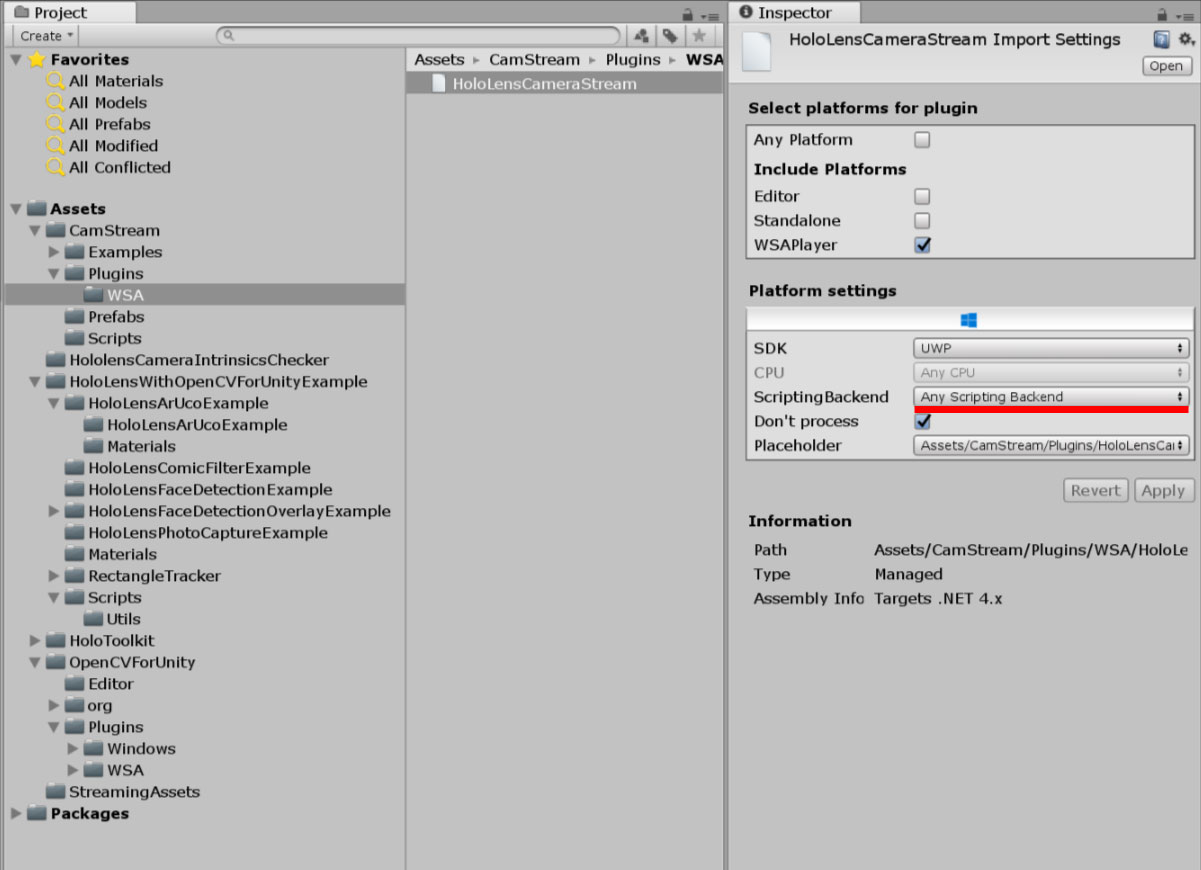 Project
Create
Favorites
All Materials
All Models
All Prefabs
All Modified
All Conflicted
Assets
CamStream
Examples
Plugins
WSA
Prefabs
Scripts
HololensCameraIntrinsicsChecker
HoloLensWithOpenCVForUnityExample
HoloLensArUcoExample
HoloLensArUcoExample
Materials
HoloLensComicFilterExample
HoloLensFaceDetectionExample
HoloLensFaceDetectionOverlayExample
HoloLensPhotoCaptureExample
Materials
RectangleTracker
Scripts
Utils
HoloToolkit
OpenCVForUnity
Editor
org
Plugins
Windows
WSA
StreamingAssets
Packages
Assets CamStream Plugins WSA
HoloLensCameraStream
Inspector
HoloLensCameraStream Import Settings
Open
Select platforms for plugin
Any Platform
Include Platforms
Editor
Standalone
WSAPlayer
Platform settings
SDK UWP
CPU Any CPU
ScriptingBackend Any Scripting Backend
Don't process
Placeholder Assets/CamStream/Plugins/HoloLensCa
Revert Apply
Information
Path Assets/CamStream/Plugins/WSA/HoloLe
Type Managed
Assembly Info Targets .NET 4.x